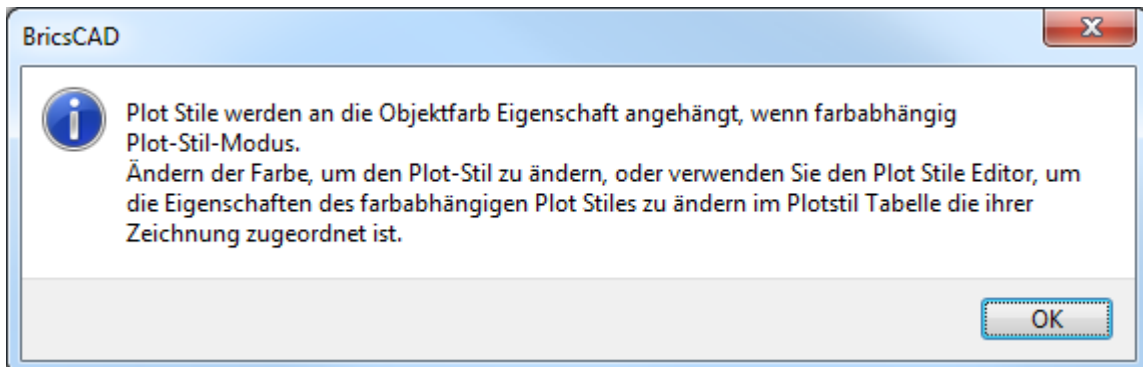 BricsCAD
Plot Stile werden an die Objektfarb Eigenschaft angehängt, wenn farbabhängig
Plot-Stil-Modus.
Ändern der Farbe, um den Plot-Stil zu ändern, oder verwenden Sie den Plot Stile Editor, um
die Eigenschaften des farbabhängigen Plot Stiles zu ändern im Plotstil Tabelle die ihrer
Zeichnung zugeordnet ist.
OK